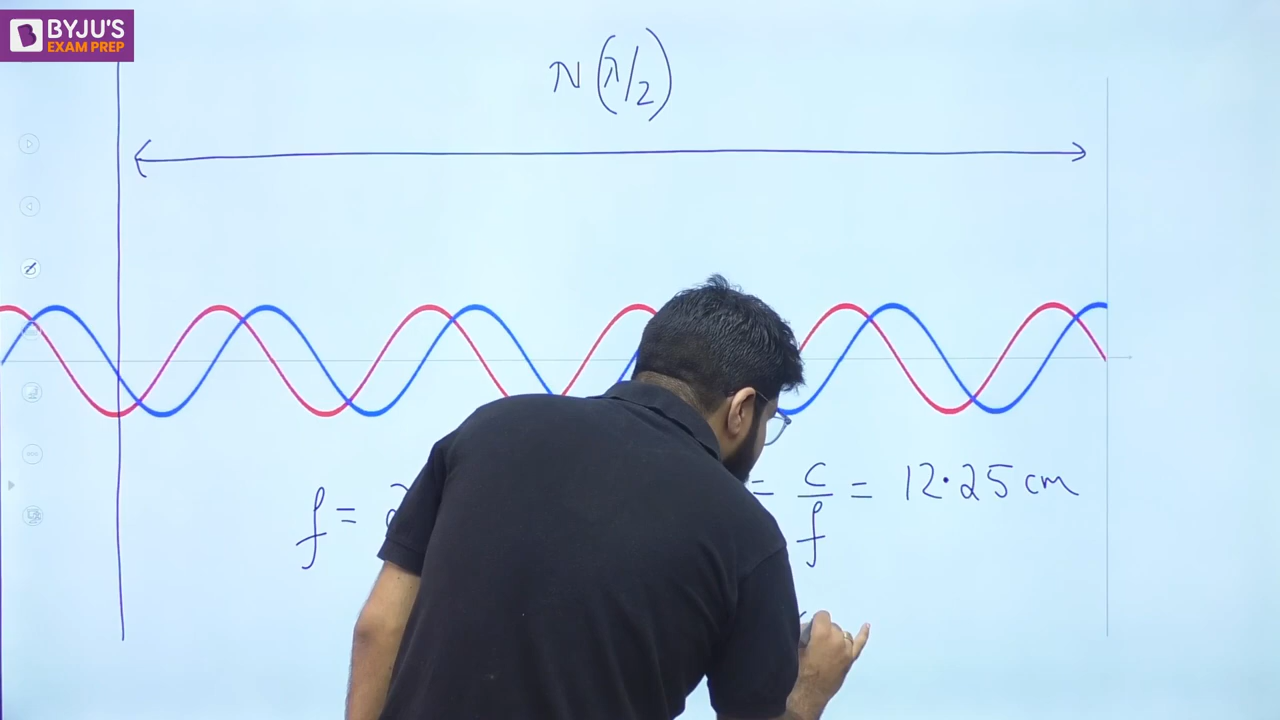 BYJU'S
EXAM PREP
N(λ/2)
f =
= c/f = 12.25 cm